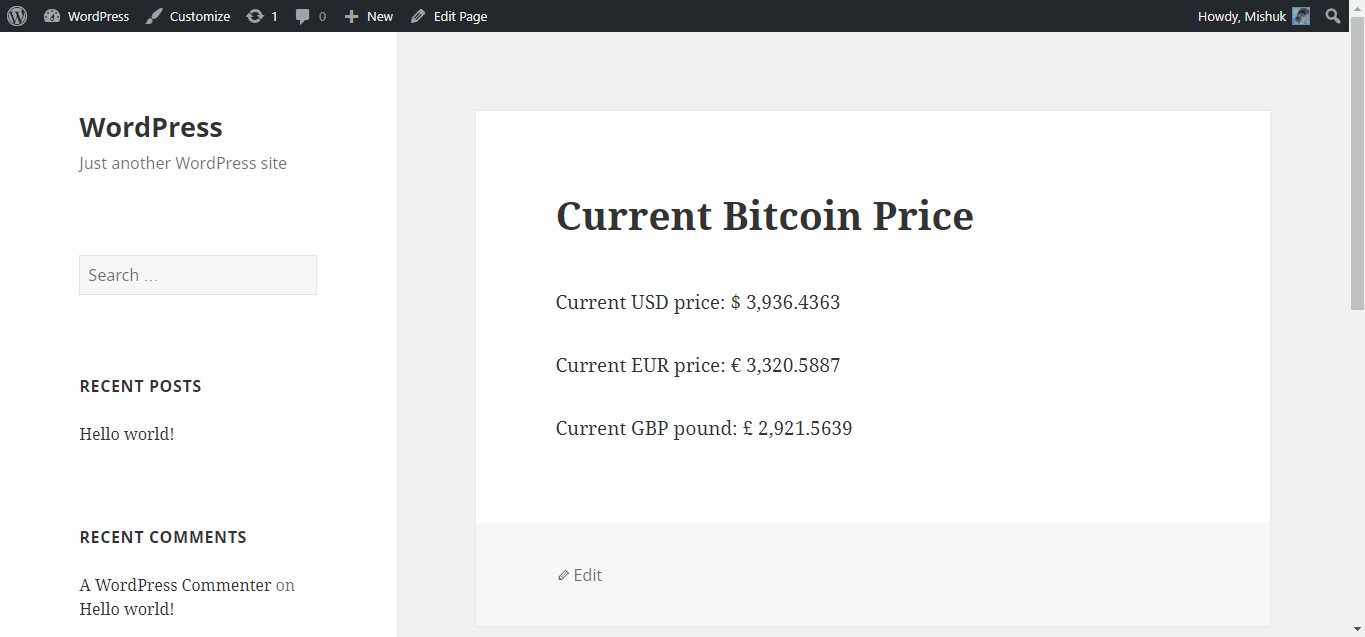 WordPress Customize 1 0 New Edit Page Howdy, Mishuk
WordPress
Just another WordPress site
Search …
RECENT POSTS
Hello world!
RECENT COMMENTS
A WordPress Commenter on
Hello world!
Current Bitcoin Price
Current USD price: $ 3,936.4363
Current EUR price: € 3,320.5887
Current GBP pound: £ 2,921.5639
Edit